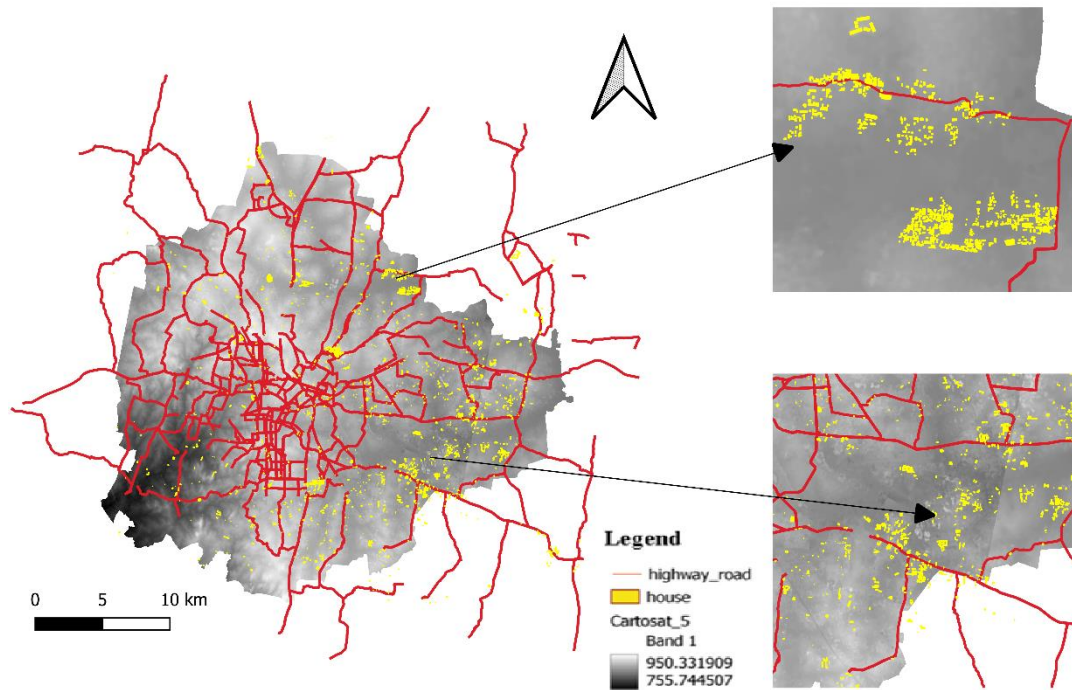 0 5 10 km
Legend
highway_road
house
Cartosat_5
Band 1
950.331909
755.744507